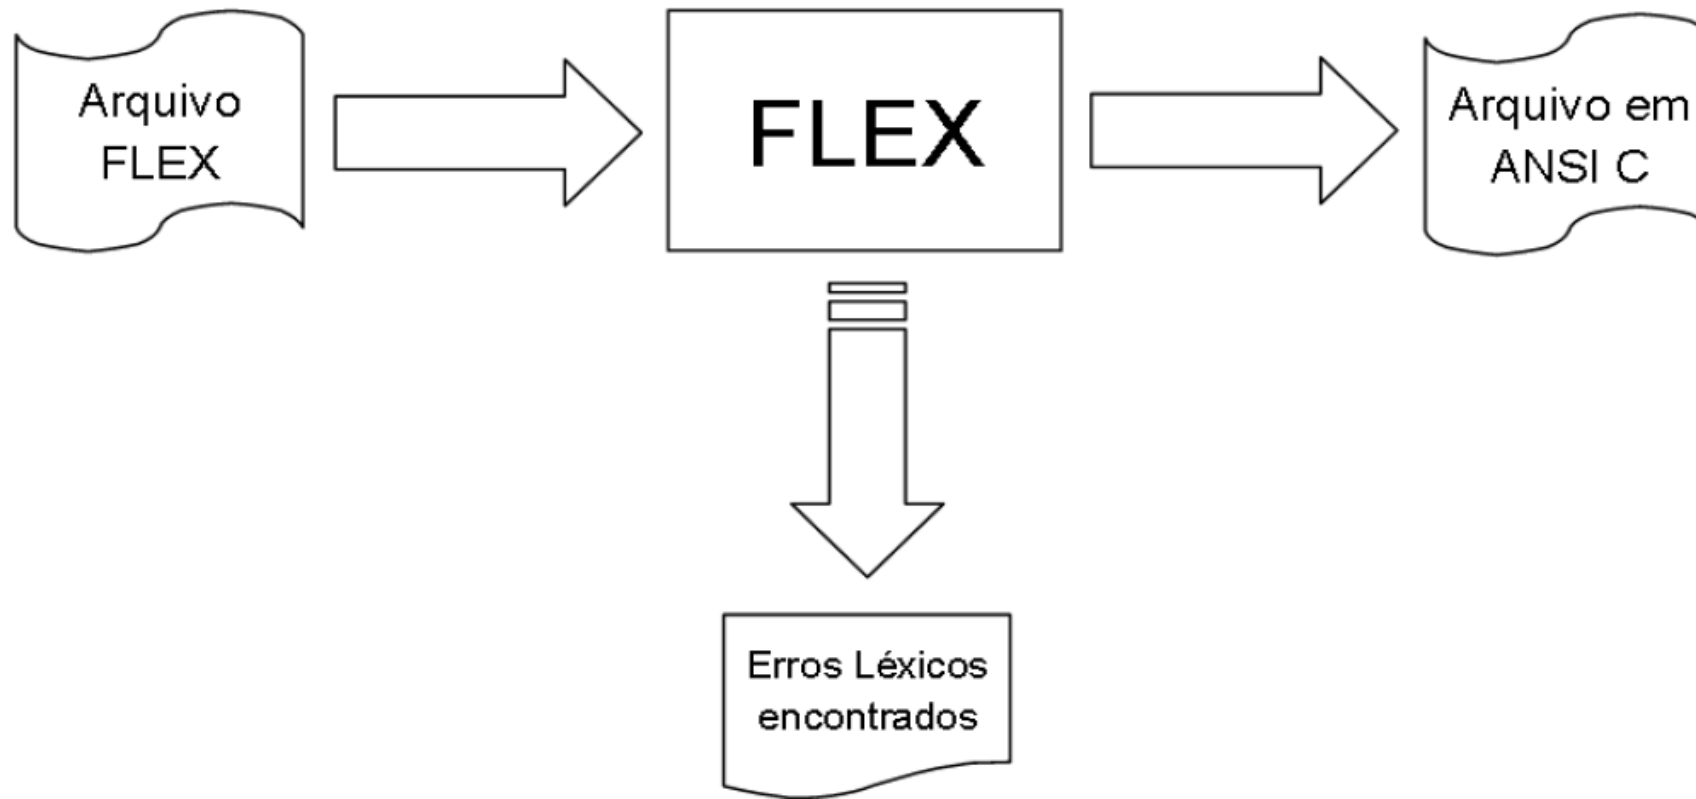 Arquivo
FLEX
FLEX
Arquivo em
ANSI C
Erros Léxicos
encontrados